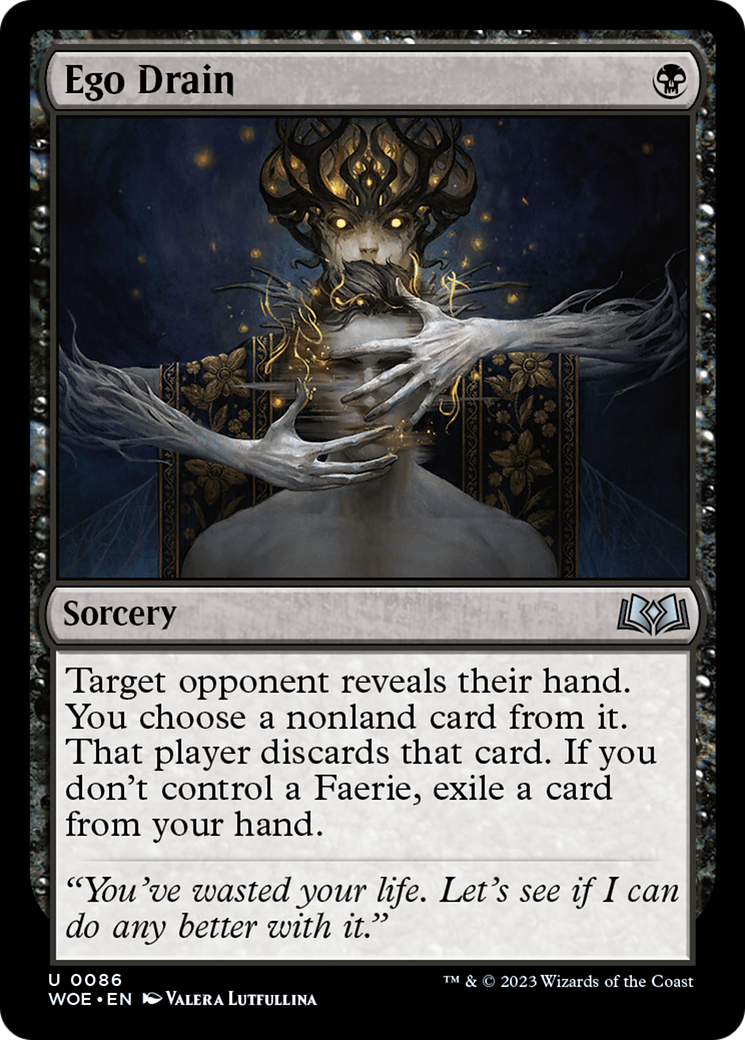 Ego Drain
Sorcery
Target opponent reveals their hand.
You choose a nonland card from it.
That player discards that card. If you
don’t control a Faerie, exile a card
from your hand.
“You’ve wasted your life. Let’s see if I can
do any better with it.”
U 0086
™ & © 2023 Wizards of the Coast
WOE • EN Valera Lutfullina